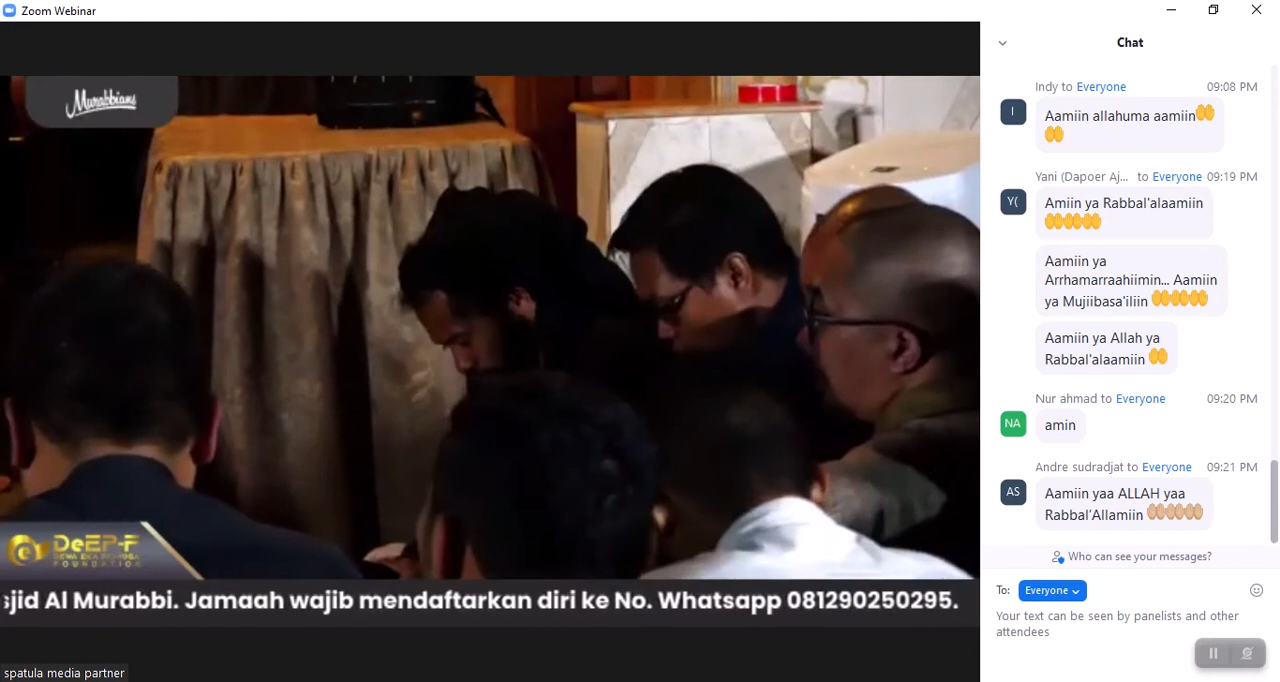 Zoom Webinar
Murabbians
DeEP-F
DEWA EKA PRAYOGA
FOUNDATION
sjid Al Murabbi. Jamaah wajib mendaftarkan diri ke No. Whatsapp 081290250295.
spatula media partner
Chat
Indy to Everyone 09:08 PM
I
Aamiin allahuma aamiin🤲
🤲
Yani (Dapoer Aj... to Everyone 09:19 PM
Y(
Amiin ya Rabbal'alaamiin
🤲🤲🤲
Aamiin ya
Arrhamarraahiimin... Aamiin
ya Mujiibasa'iliin 🤲🤲🤲
Aamiin ya Allah ya
Rabbal'alaamiin 🤲
Nur ahmad to Everyone 09:20 PM
NA
amin
Andre sudradjat to Everyone 09:21 PM
AS
Aamiin yaa ALLAH yaa
Rabbal’Allamiin 🤲🏼🤲🏼🤲🏼
Who can see your messages?
To: Everyone
Your text can be seen by panelists and other
attendees